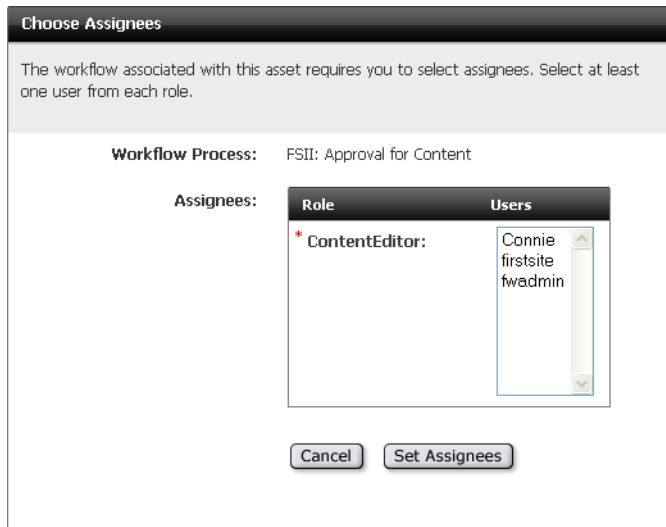 Choose Assignees
The workflow associated with this asset requires you to select assignees. Select at least
one user from each role.
Workflow Process: FSII: Approval for Content
Assignees:
Role Users
* ContentEditor: Connie
firstsite
fwadmin
Cancel Set Assignees